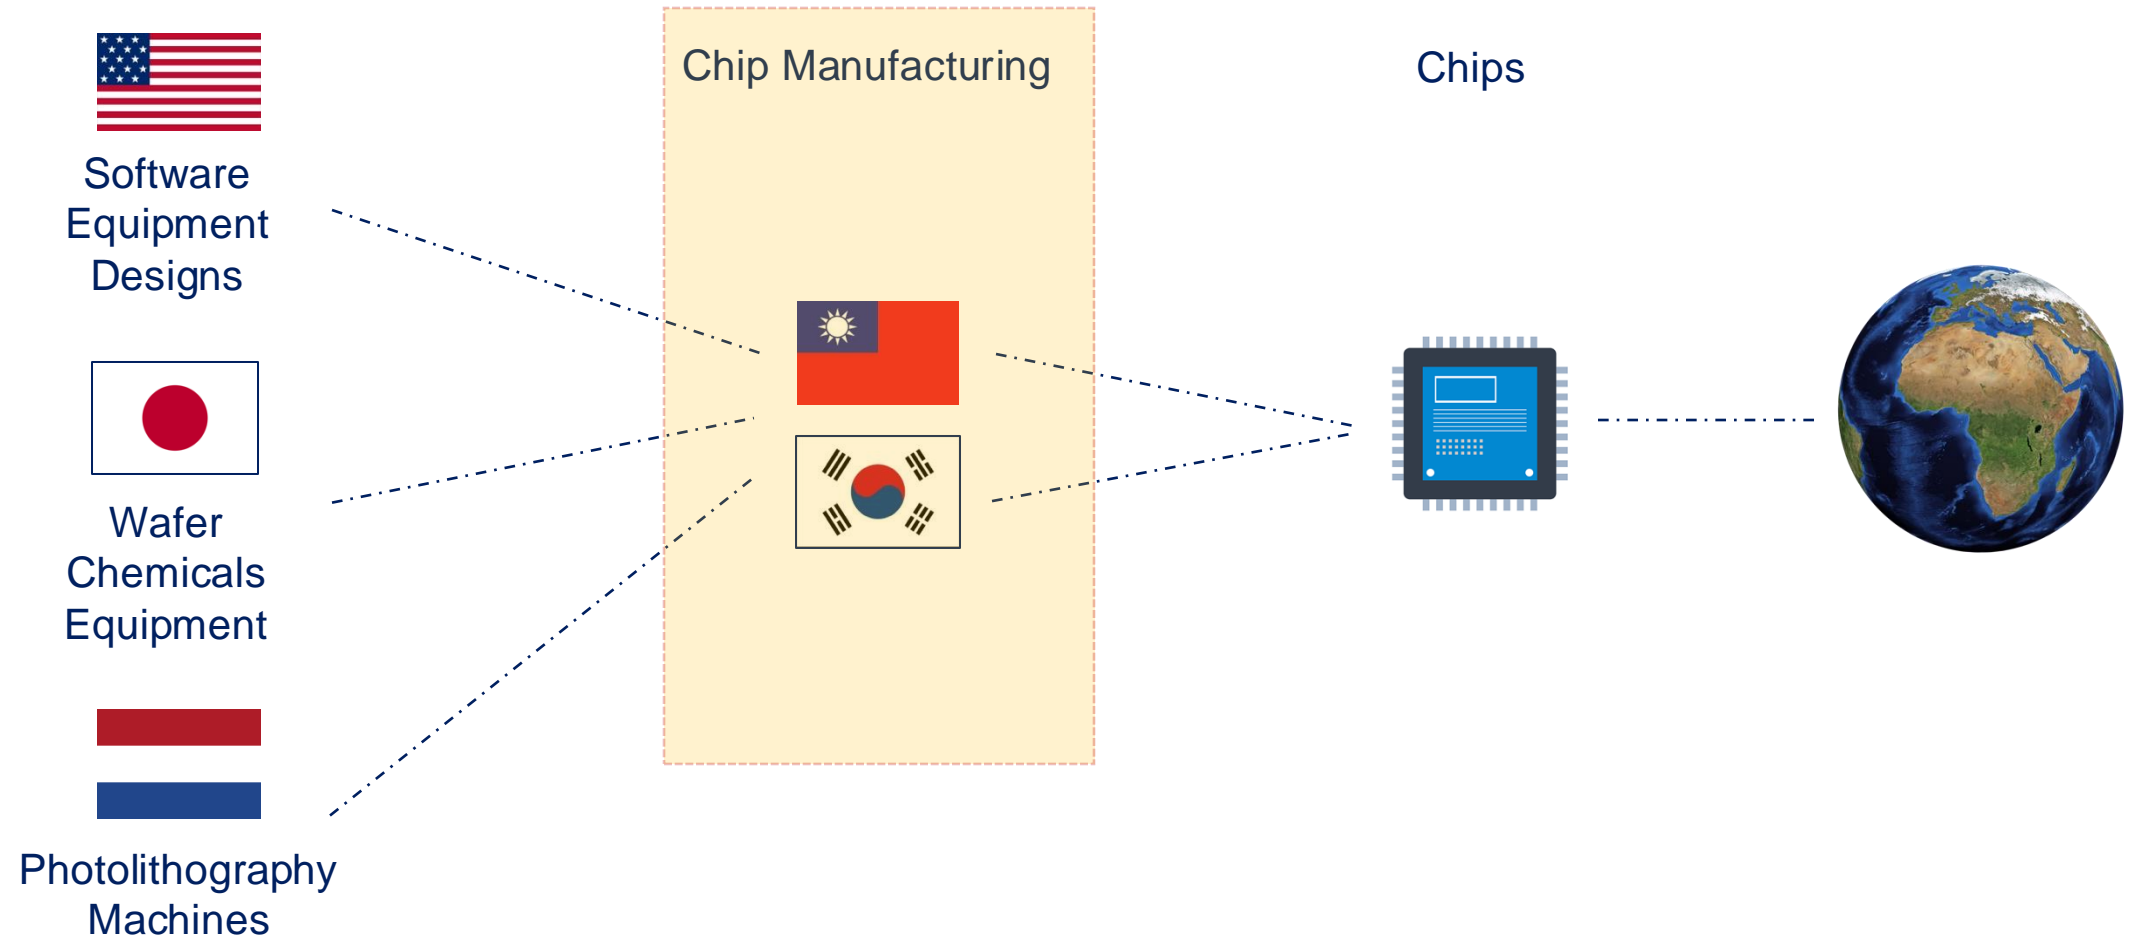 Software
Equipment
Designs
Wafer
Chemicals
Equipment
Photolithography
Machines
Chip Manufacturing
Chips